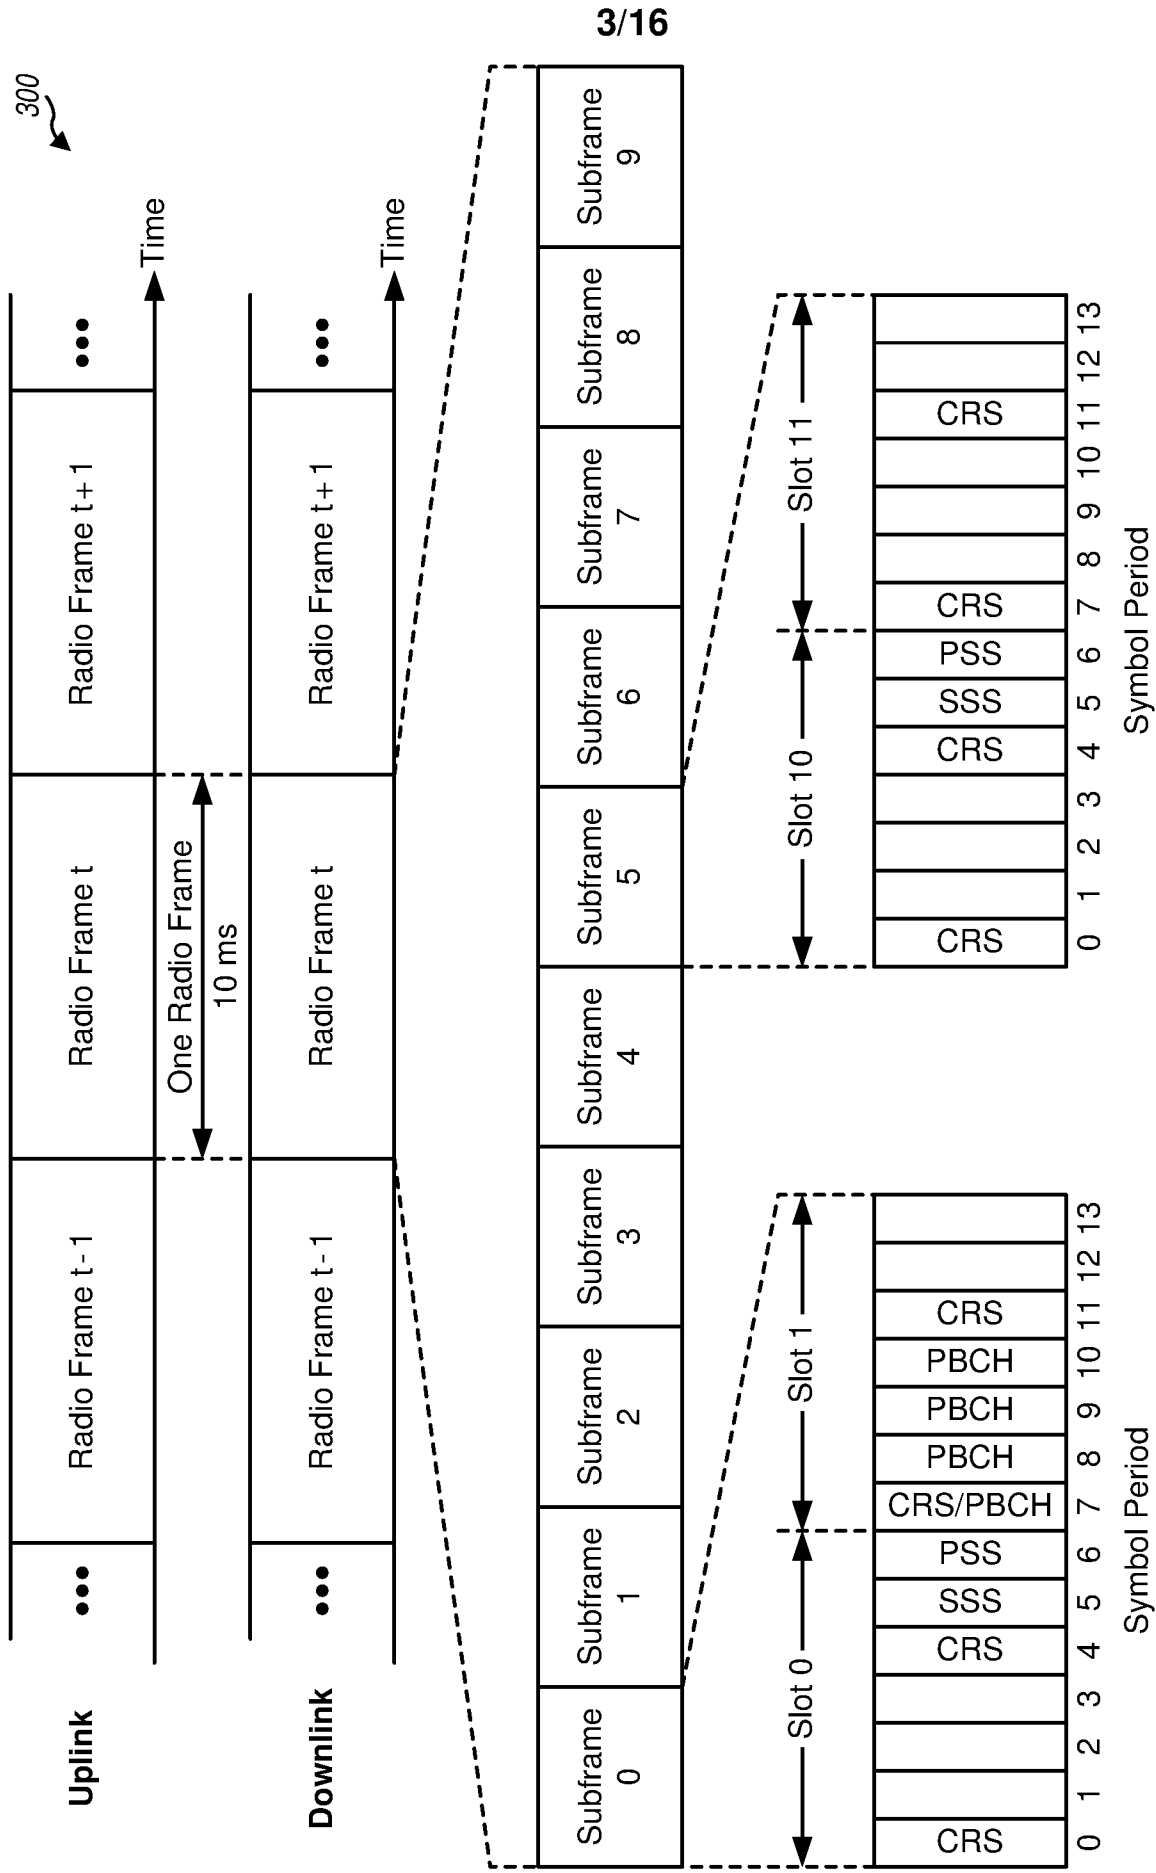 3/16
300
Uplink
••• Radio Frame t - 1 Radio Frame t Radio Frame t + 1 •••
Time
One Radio Frame
10 ms
Downlink
••• Radio Frame t - 1 Radio Frame t Radio Frame t + 1 •••
Time
Subframe 0
Subframe 1
Subframe 2
Subframe 3
Subframe 4
Subframe 5
Subframe 6
Subframe 7
Subframe 8
Subframe 9
Slot 0 Slot 1
CRS CRS SSS PSS CRS/PBCH PBCH PBCH PBCH CRS
0 1 2 3 4 5 6 7 8 9 10 11 12 13
Symbol Period
Slot 10 Slot 11
CRS CRS SSS PSS CRS CRS
0 1 2 3 4 5 6 7 8 9 10 11 12 13
Symbol Period